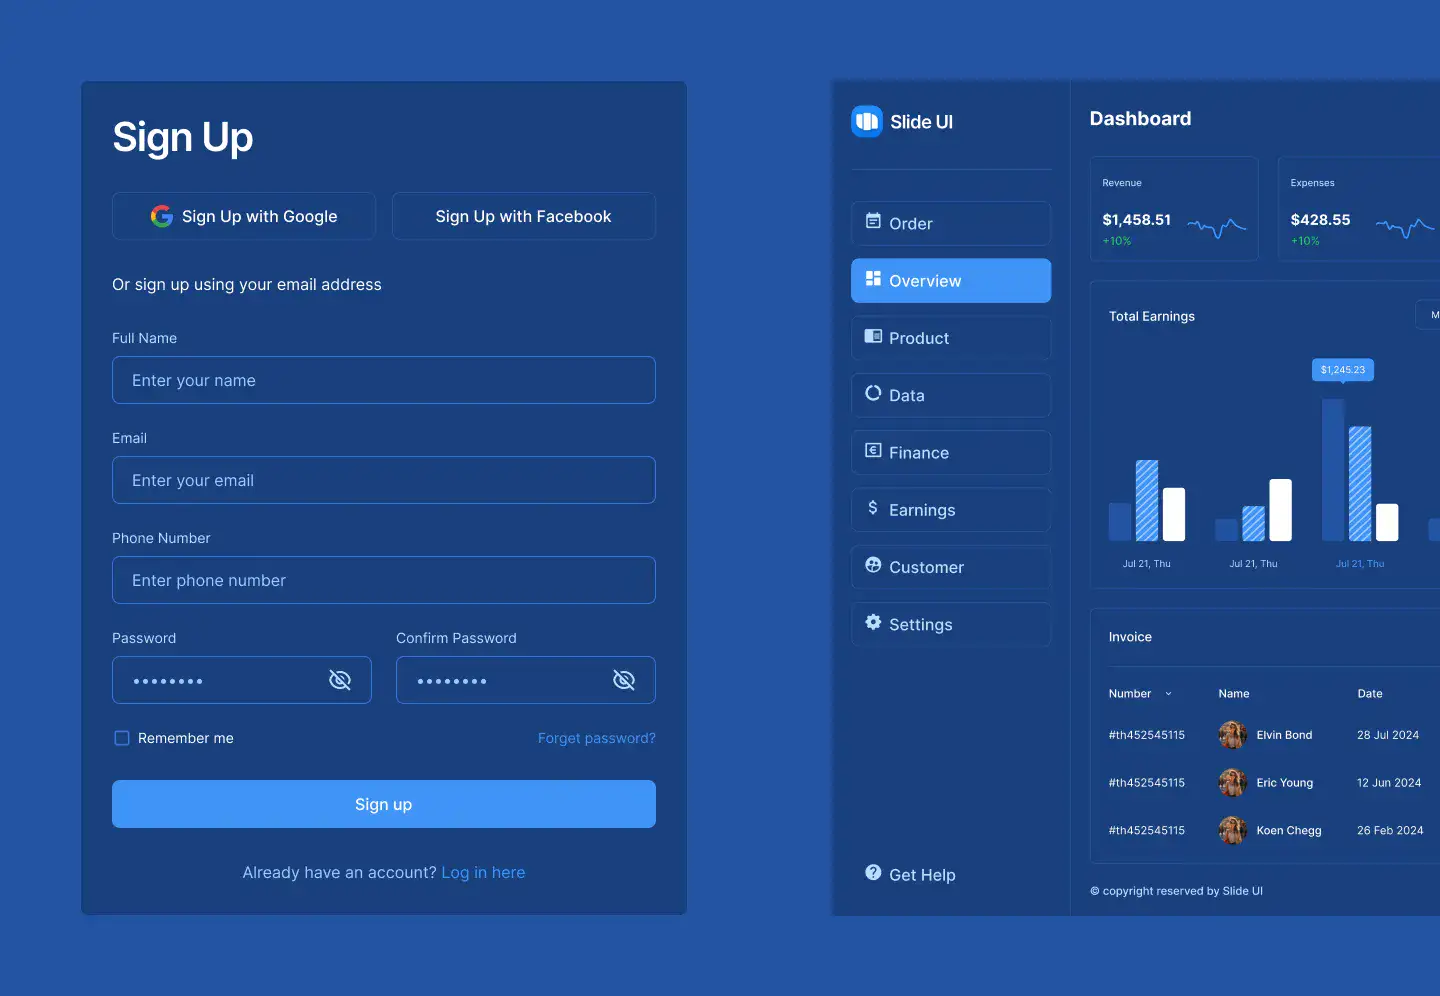 Sign Up
Sign Up with Google
Sign Up with Facebook
Or sign up using your email address
Full Name
Enter your name
Email
Enter your email
Phone Number
Enter phone number
Password
Confirm Password
Remember me
Forget password?
Sign up
Already have an account? Log in here
Slide UI
Order
Overview
Product
Data
Finance
Earnings
Customer
Settings
Get Help
Dashboard
Revenue
$1,458.51
+10%
Expenses
$428.55
+10%
Total Earnings
M
$1,245.23
Jul 21, Thu
Jul 21, Thu
Jul 21, Thu
Invoice
Number Name Date
#th452545115 Elvin Bond 28 Jul 2024
#th452545115 Eric Young 12 Jun 2024
#th452545115 Koen Chegg 26 Feb 2024
© copyright reserved by Slide UI